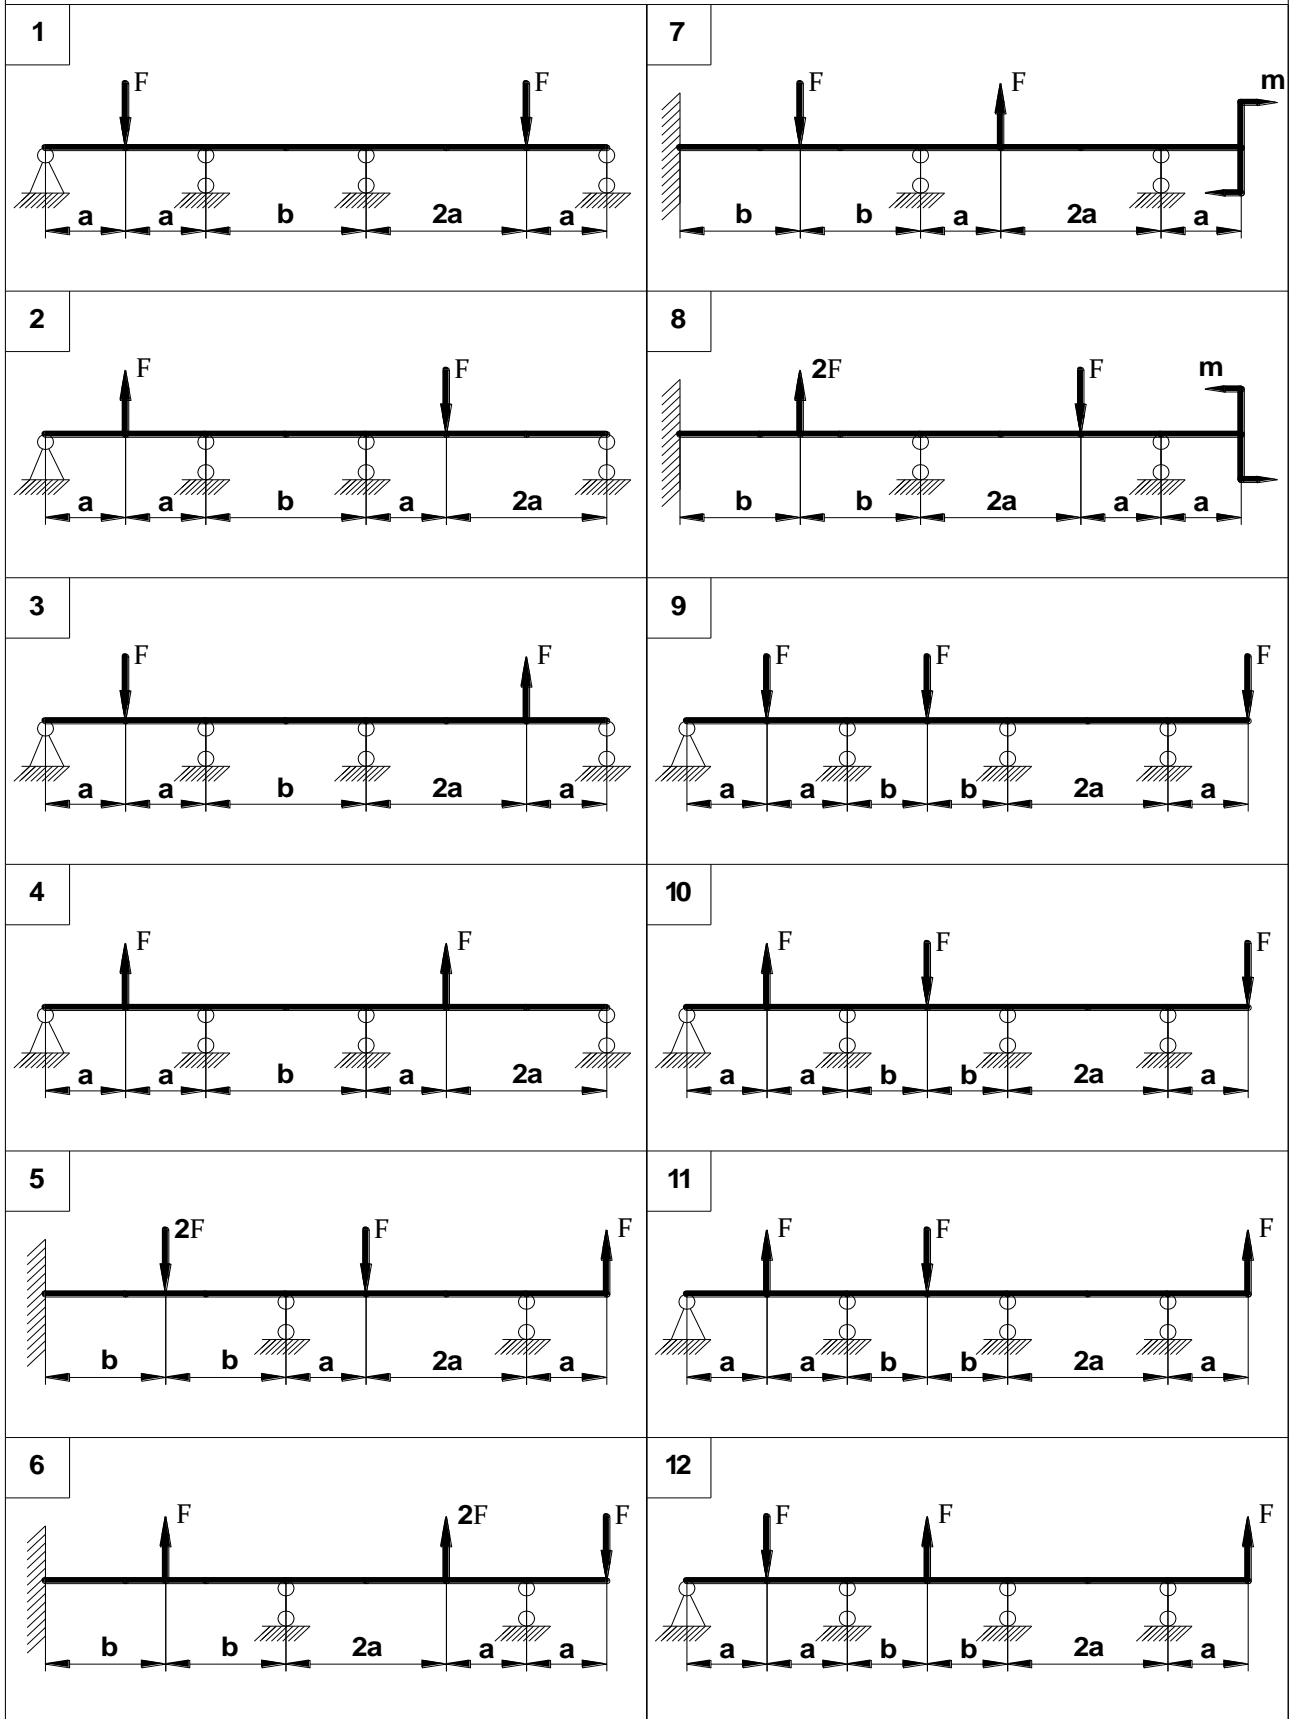 1
F F
a a b 2a a
2
F F
a a b a 2a
3
F F
a a b 2a a
4
F F
a a b a 2a
5
2F F F
b b a 2a a
6
F 2F F
b b 2a a a
7
F F m
b b a 2a a
8
2F F m
b b 2a a a
9
F F F
a a b b 2a a
10
F F F
a a b b 2a a
11
F F F
a a b b 2a a
12
F F F
a a b b 2a a